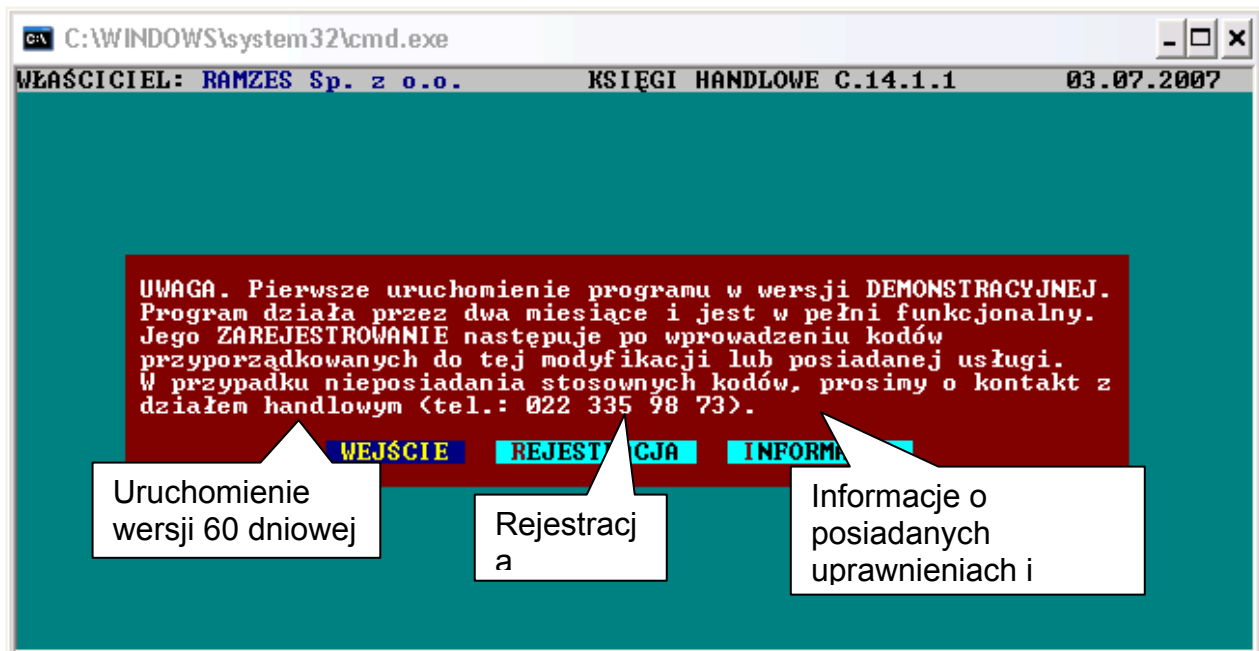 C:\WINDOWS\system32\cmd.exe
WŁAŚCICIEL: RAMZES Sp. z o.o. KSIĘGI HANDLOWE C.14.1.1 03.07.2007
UWAGA. Pierwsze uruchomienie programu w wersji DEMONSTRACYJNEJ.
Program działa przez dwa miesiące i jest w pełni funkcjonalny.
Jego ZAREJESTROWANIE następuje po wprowadzeniu kodów
przyporządkowanych do tej modyfikacji lub posiadanej usługi.
W przypadku nieposiadania stosownych kodów, prosimy o kontakt z
działem handlowym (tel.: 022 335 98 73).
WEJŚCIE
Uruchomienie
wersji 60 dniowej
Rejestracj
a
Informacje o
posiadanych
uprawnieniach i